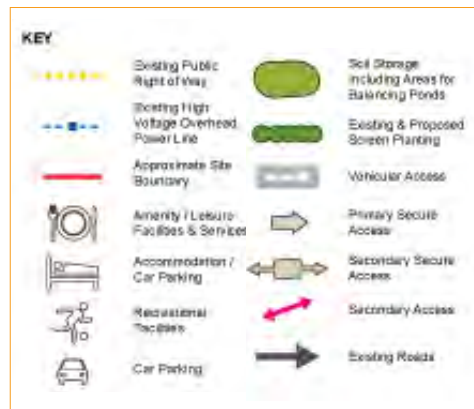 KEY
Existing Public
Right of Way
Existing High
Voltage Overhead
Power Line
Approximate Site
Boundary
Amenity / Leisure
Facilities & Services
Accommodation /
Car Parking
Recreational
Facilities
Car Parking
Soil Storage
Including Areas for
Balancing Ponds
Existing & Proposed
Screen Planting
Vehicular Access
Primary Secure
Access
Secondary Secure
Access
Secondary Access
Existing Roads